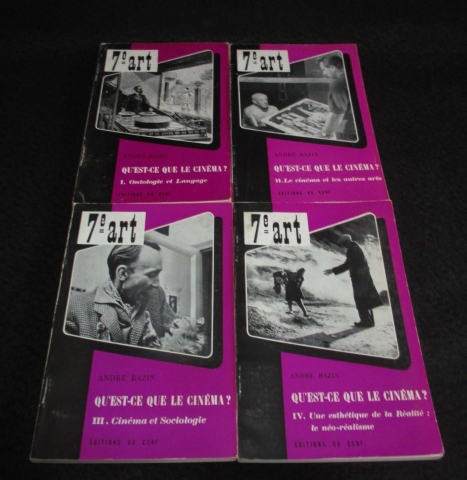 7e art
ANDRÉ BAZIN
QU'EST-CE QUE LE CINÉMA ?
I. Ontologie et Langage
ÉDITIONS DU CERF
7e art
ANDRÉ BAZIN
QU'EST-CE QUE LE CINÉMA ?
II. Le cinéma et les autres arts
ÉDITIONS DU CERF
7e art
ANDRÉ BAZIN
QU'EST-CE QUE LE CINÉMA ?
III. Cinéma et Sociologie
ÉDITIONS DU CERF
7e art
ANDRÉ BAZIN
QU'EST-CE QUE LE CINÉMA ?
IV. Une esthétique de la Réalité :
le néo-réalisme
ÉDITIONS DU CERF